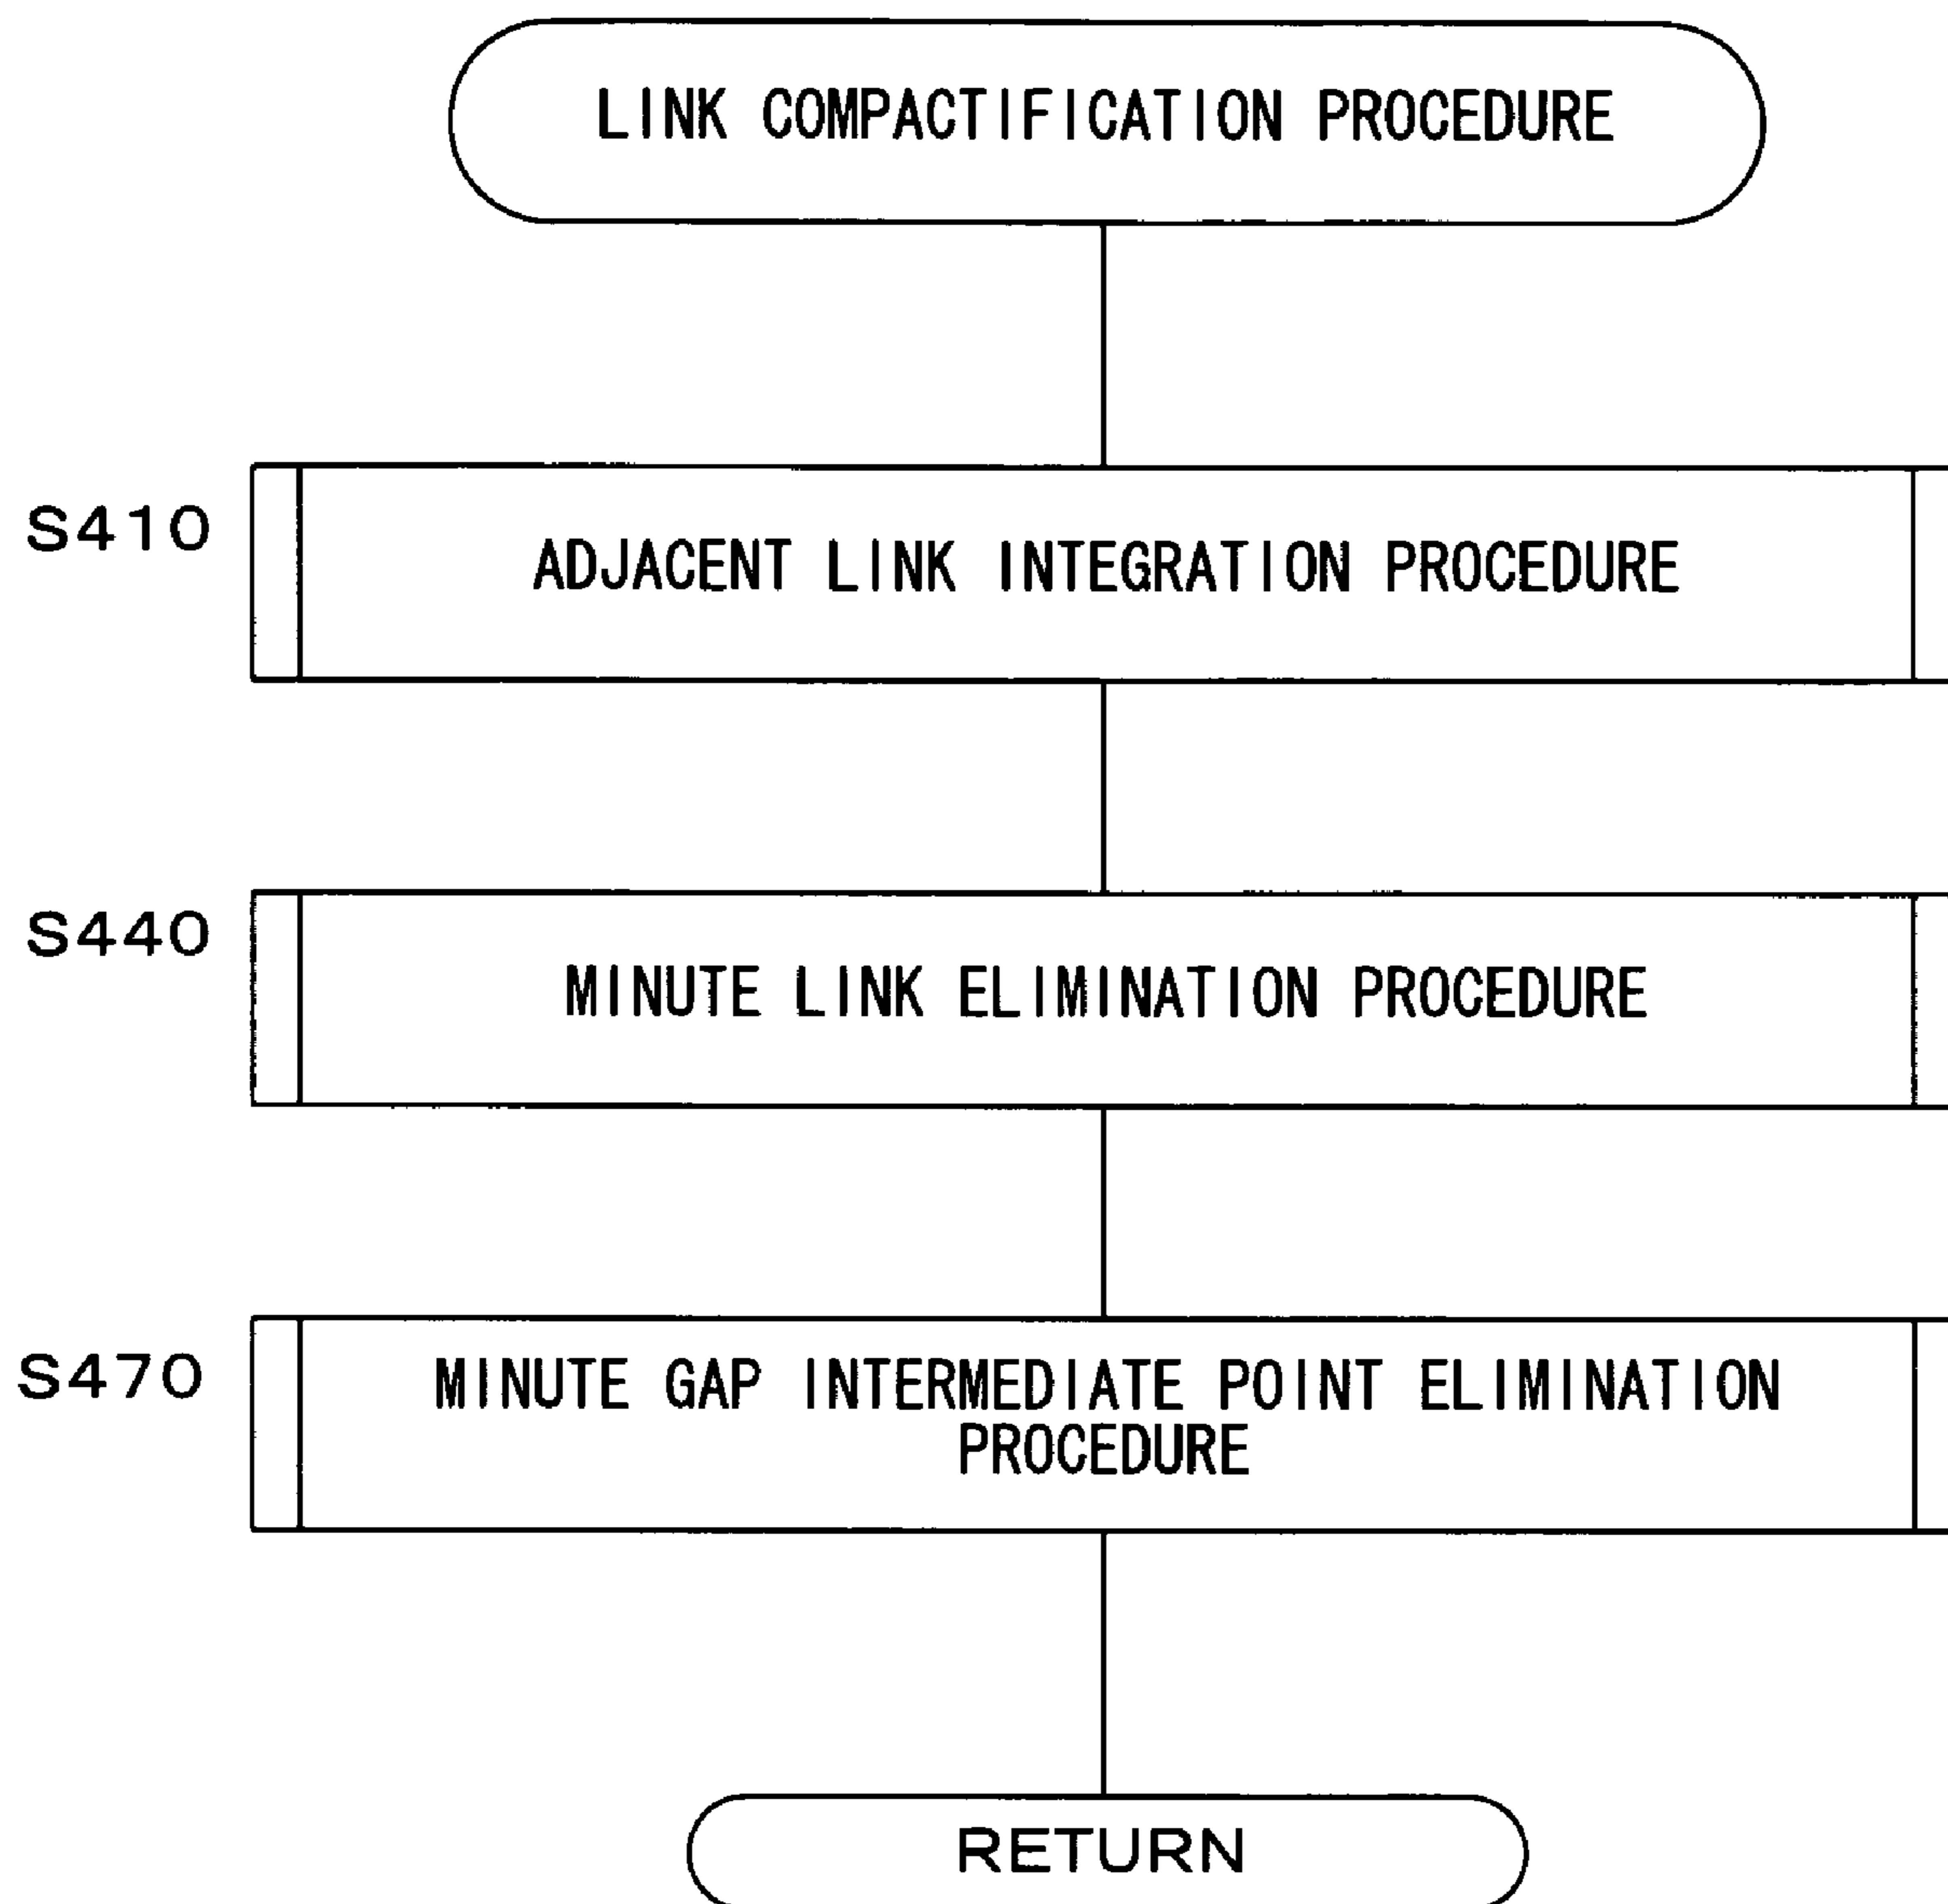 LINK COMPACTIFICATION PROCEDURE
S410
ADJACENT LINK INTEGRATION PROCEDURE
S440
MINUTE LINK ELIMINATION PROCEDURE
S470
MINUTE GAP INTERMEDIATE POINT ELIMINATION
PROCEDURE
RETURN